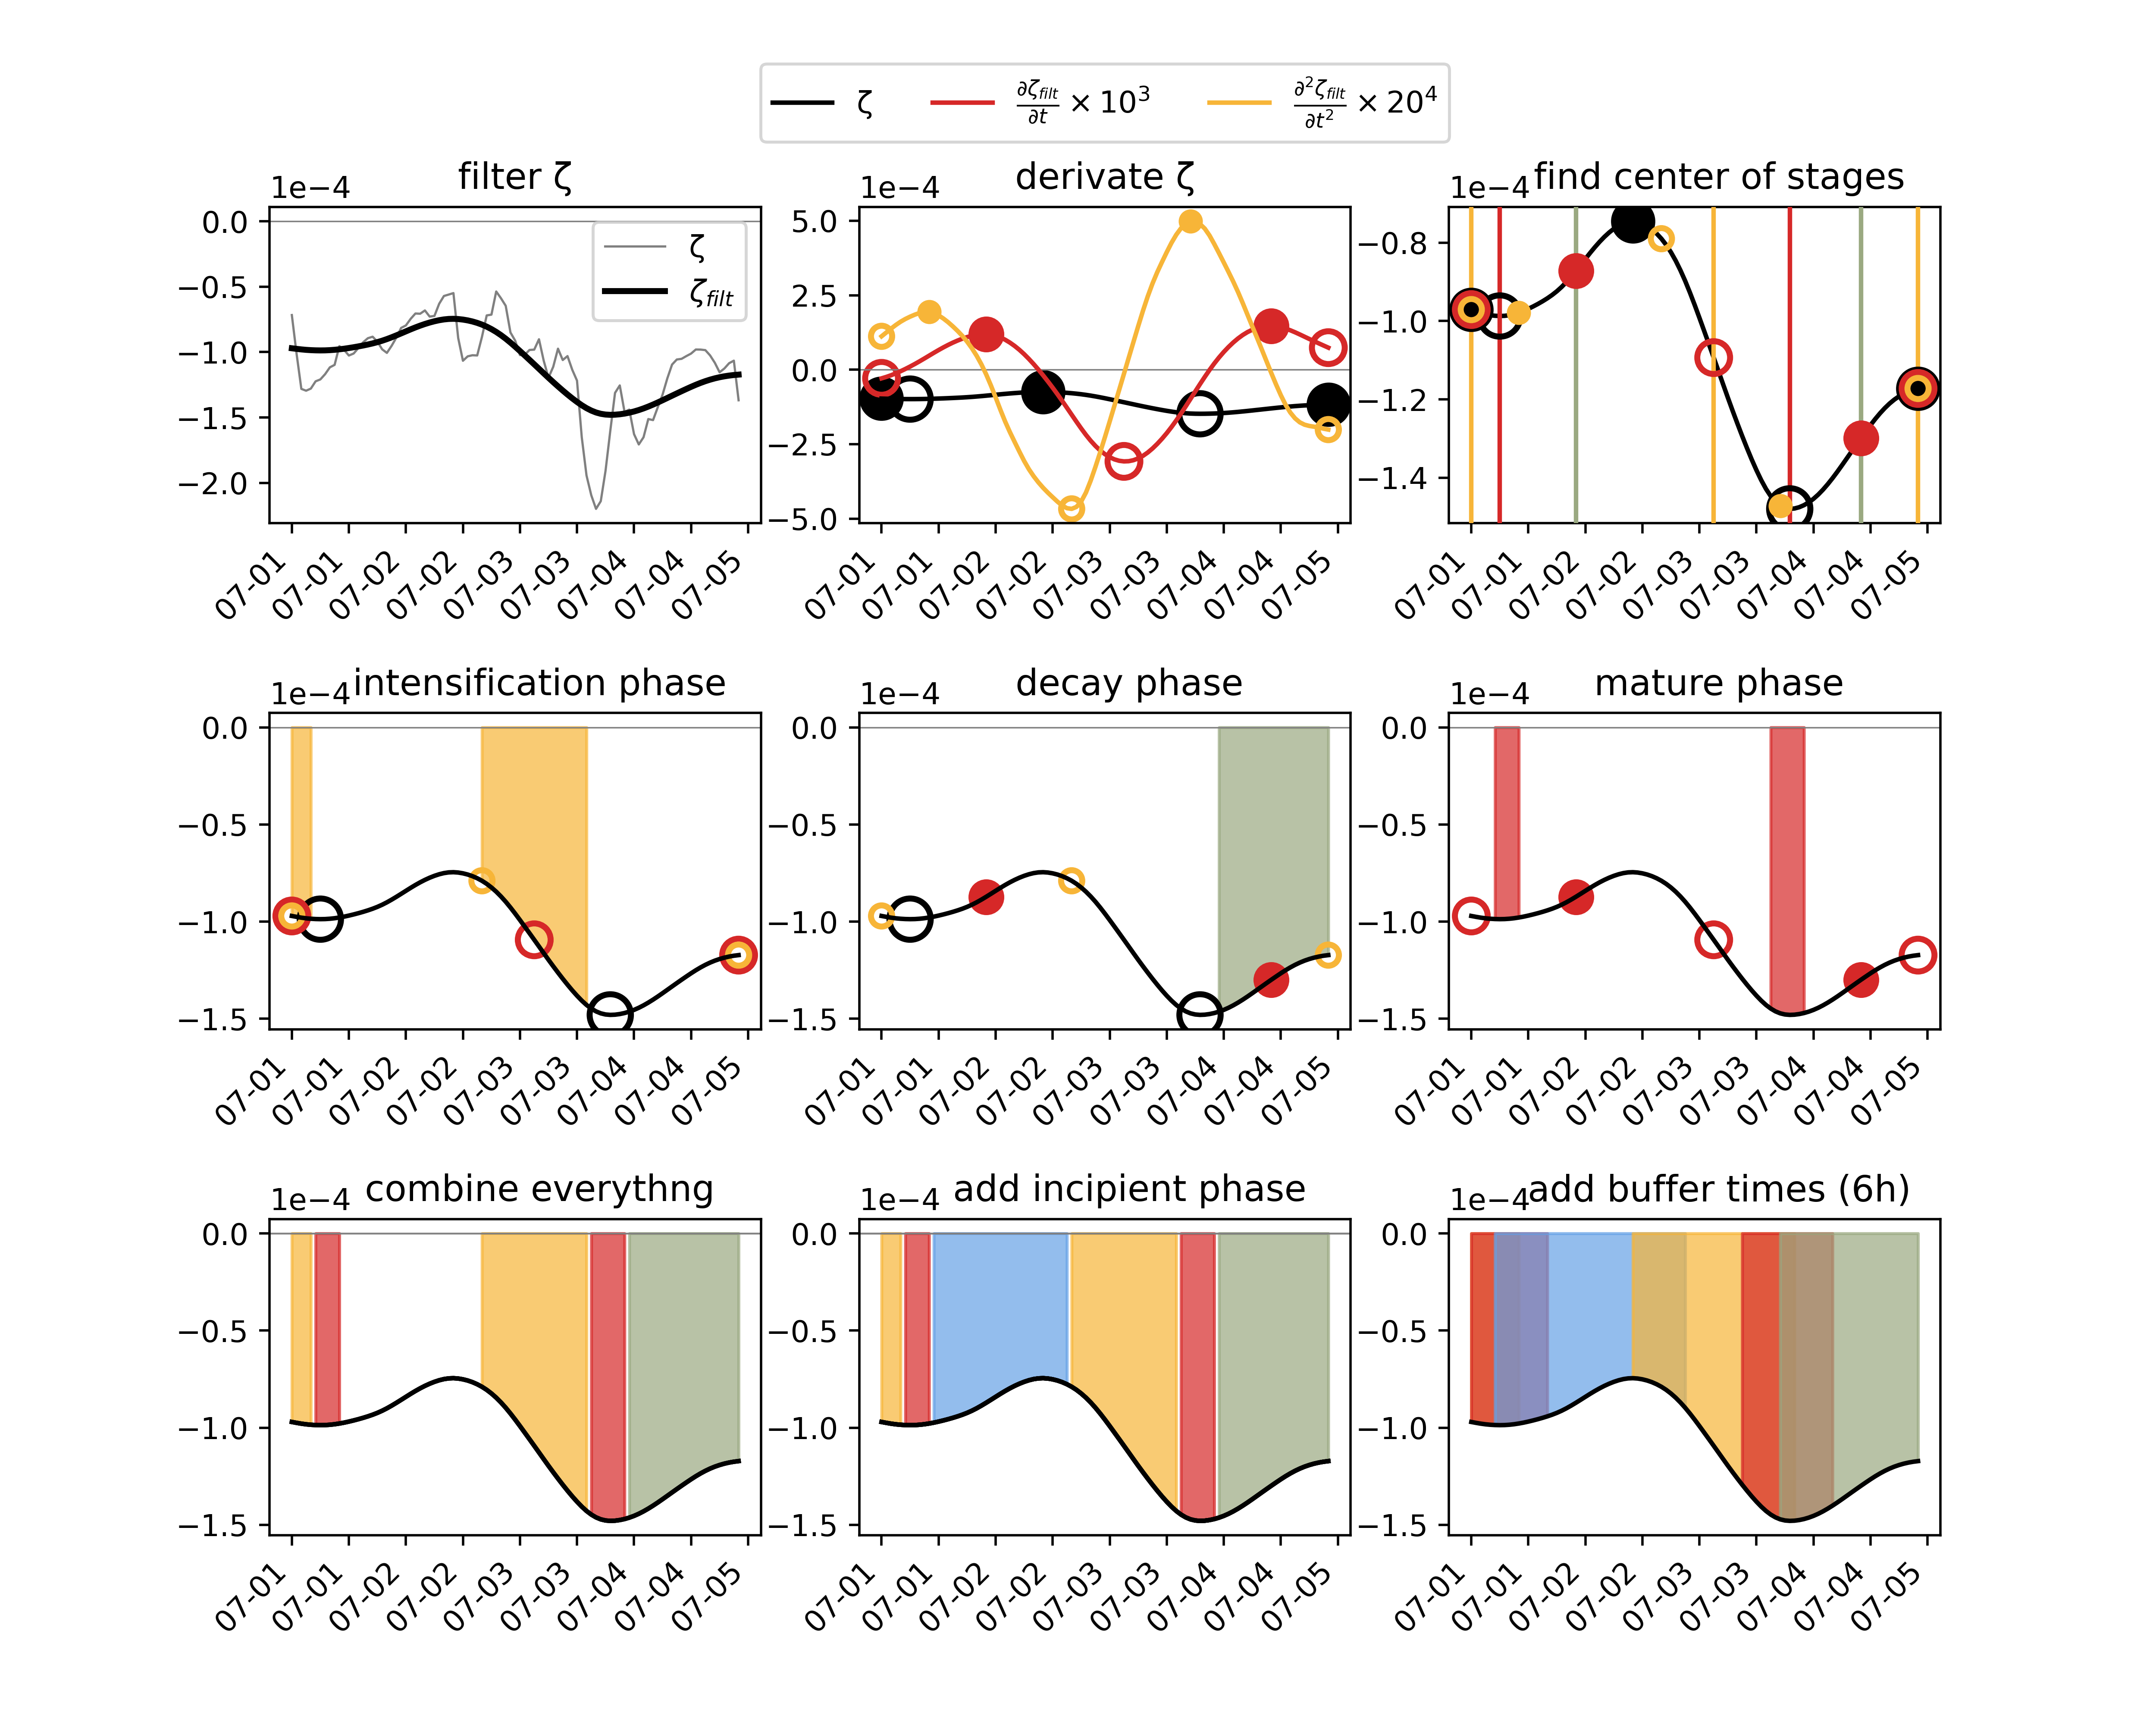 ζ ∂ζfilt/∂t × 10³ ∂²ζfilt/∂t² × 20⁴
filter ζ
1e−4
0.0
−0.5
−1.0
−1.5
−2.0
ζ
ζfilt
07-01 07-01 07-02 07-02 07-03 07-03 07-04 07-04 07-05
derivate ζ
1e−4
5.0
2.5
0.0
−2.5
−5.0
07-01 07-01 07-02 07-02 07-03 07-03 07-04 07-04 07-05
find center of stages
1e−4
−0.8
−1.0
−1.2
−1.4
07-01 07-01 07-02 07-02 07-03 07-03 07-04 07-04 07-05
intensification phase
1e−4
0.0
−0.5
−1.0
−1.5
07-01 07-01 07-02 07-02 07-03 07-03 07-04 07-04 07-05
decay phase
1e−4
0.0
−0.5
−1.0
−1.5
07-01 07-01 07-02 07-02 07-03 07-03 07-04 07-04 07-05
mature phase
1e−4
0.0
−0.5
−1.0
−1.5
07-01 07-01 07-02 07-02 07-03 07-03 07-04 07-04 07-05
combine everythng
1e−4
0.0
−0.5
−1.0
−1.5
07-01 07-01 07-02 07-02 07-03 07-03 07-04 07-04 07-05
add incipient phase
1e−4
0.0
−0.5
−1.0
−1.5
07-01 07-01 07-02 07-02 07-03 07-03 07-04 07-04 07-05
add buffer times (6h)
1e−4
0.0
−0.5
−1.0
−1.5
07-01 07-01 07-02 07-02 07-03 07-03 07-04 07-04 07-05